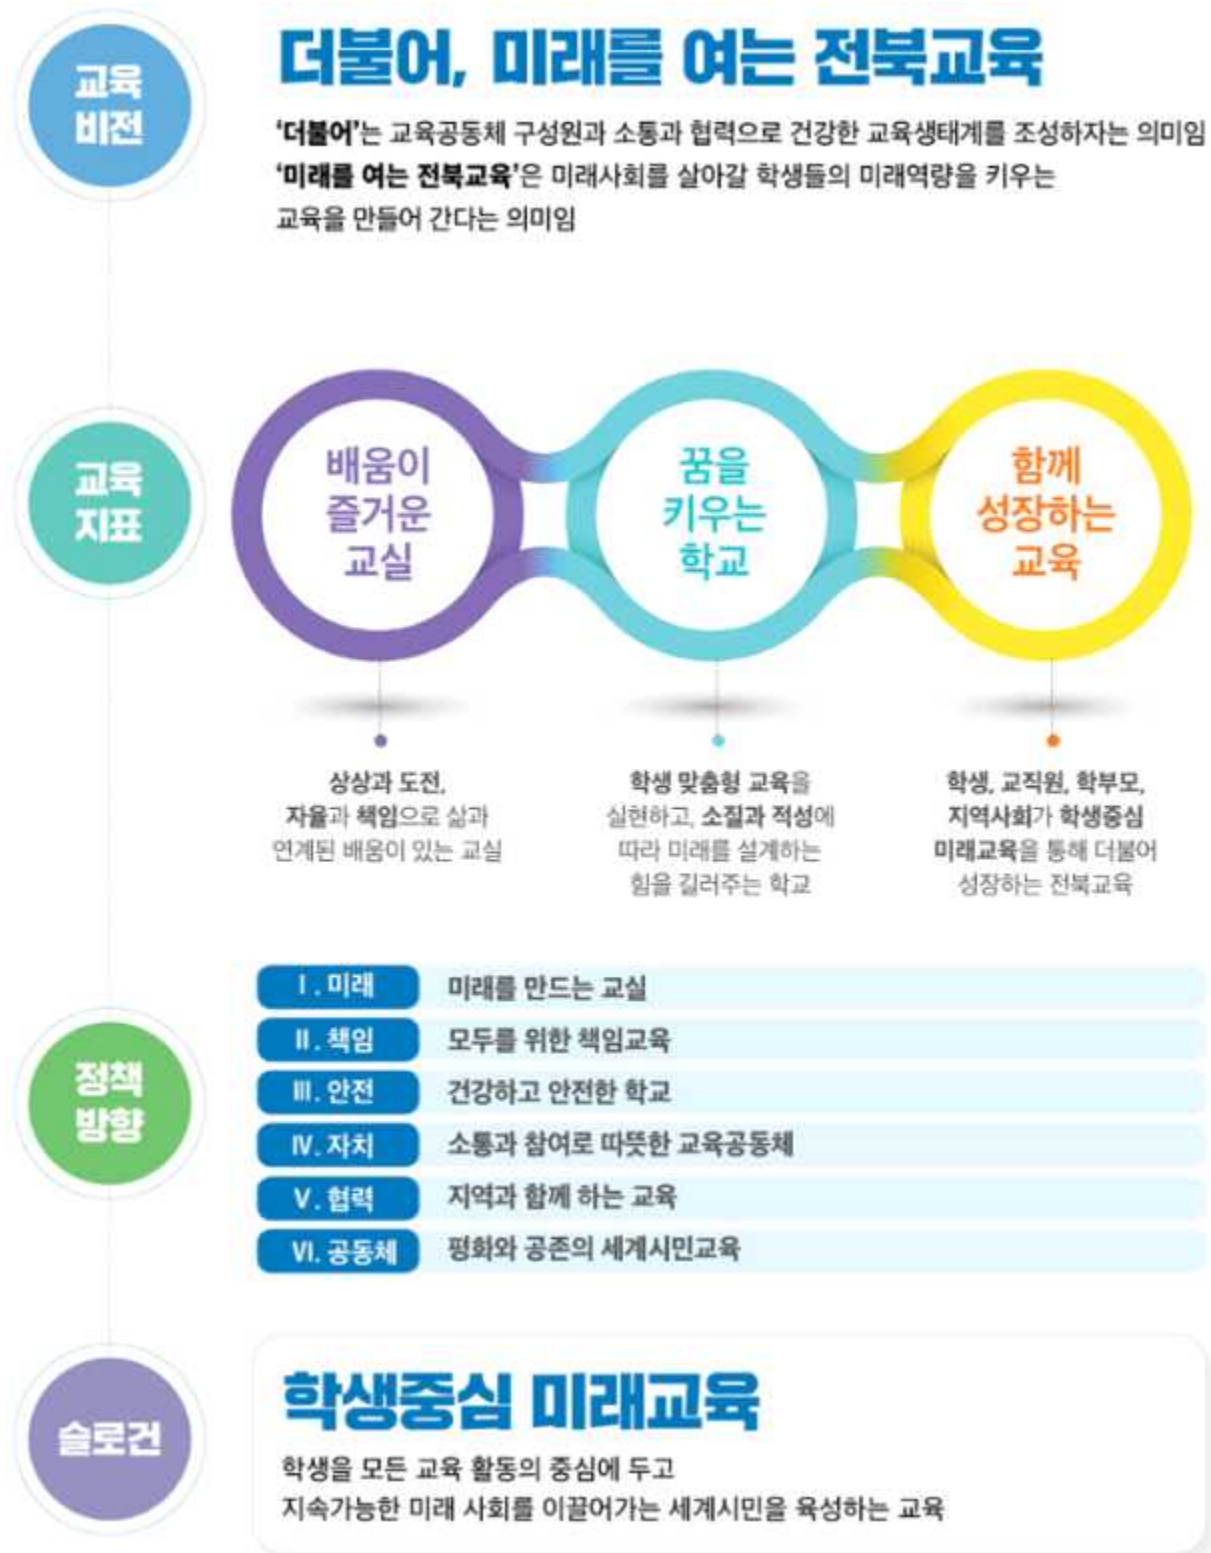 교육
비전
더불어, 미래를 여는 전북교육
‘더불어’는 교육공동체 구성원과 소통과 협력으로 건강한 교육생태계를 조성하자는 의미임
‘미래를 여는 전북교육’은 미래사회를 살아갈 학생들의 미래역량을 키우는
교육을 만들어 간다는 의미임
교육
지표
배움이
즐거운
교실
꿈을
키우는
학교
함께
성장하는
교육
상상과 도전,
자율과 책임으로 삶과
연계된 배움이 있는 교실
학생 맞춤형 교육을
실현하고, 소질과 적성에
따라 미래를 설계하는
힘을 길러주는 학교
학생, 교직원, 학부모,
지역사회가 학생중심
미래교육을 통해 더불어
성장하는 전북교육
정책
방향
Ⅰ. 미래 미래를 만드는 교실
Ⅱ. 책임 모두를 위한 책임교육
Ⅲ. 안전 건강하고 안전한 학교
Ⅳ. 자치 소통과 참여로 따뜻한 교육공동체
Ⅴ. 협력 지역과 함께 하는 교육
Ⅵ. 공동체 평화와 공존의 세계시민교육
슬로건
학생중심 미래교육
학생을 모든 교육 활동의 중심에 두고
지속가능한 미래 사회를 이끌어가는 세계시민을 육성하는 교육